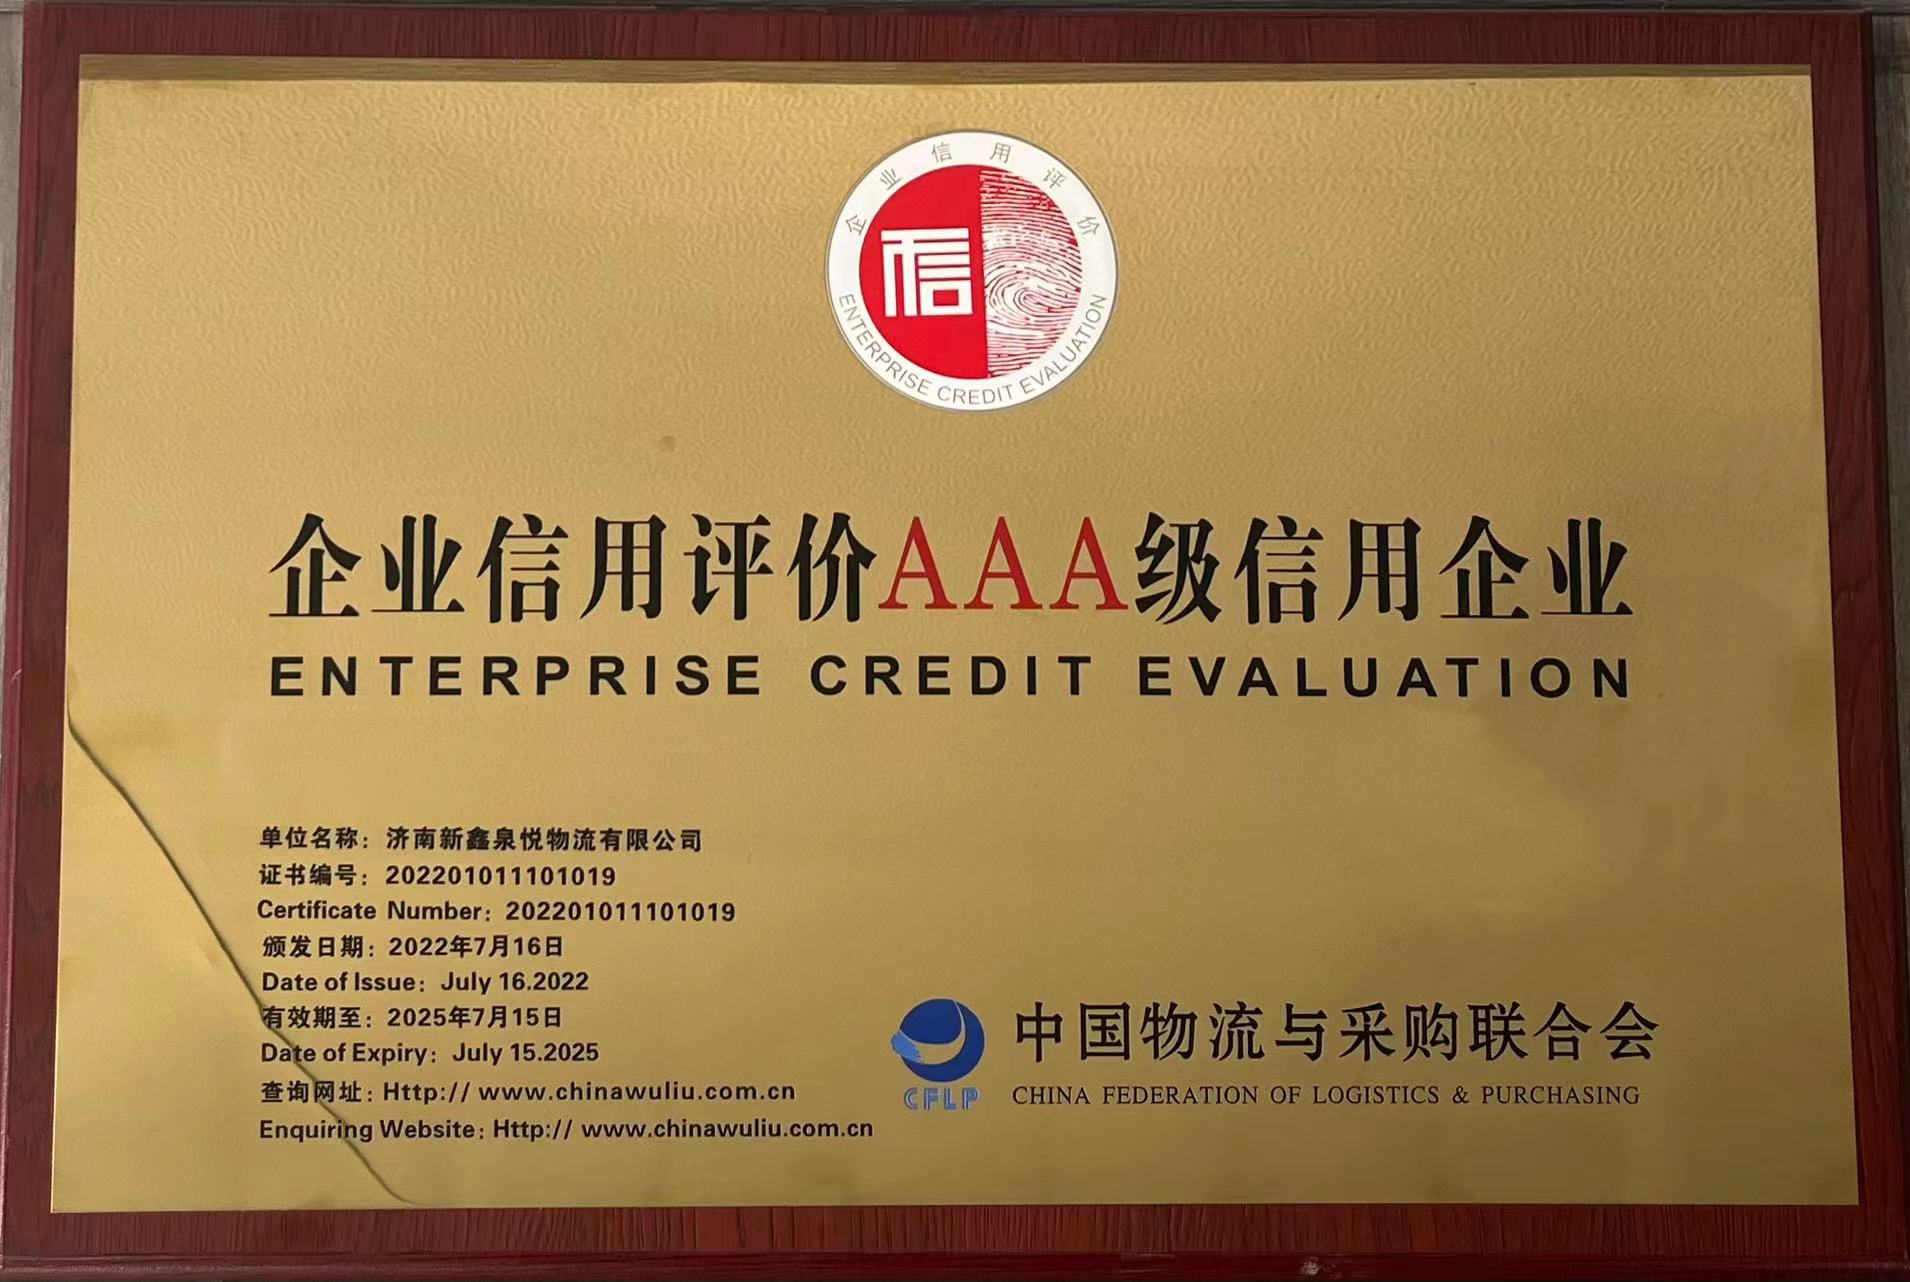 企业信用评价
信
ENTERPRISE CREDIT EVALUATION
企业信用评价AAA级信用企业
ENTERPRISE CREDIT EVALUATION
单位名称：济南新鑫泉悦物流有限公司
证书编号：202201011101019
Certificate Number: 202201011101019
颁发日期：2022年7月16日
Date of Issue: July 16.2022
有效期至：2025年7月15日
Date of Expiry: July 15.2025
查询网址：Http:// www.chinawuliu.com.cn
Enquiring Website: Http:// www.chinawuliu.com.cn
CFLP
中国物流与采购联合会
CHINA FEDERATION OF LOGISTICS & PURCHASING